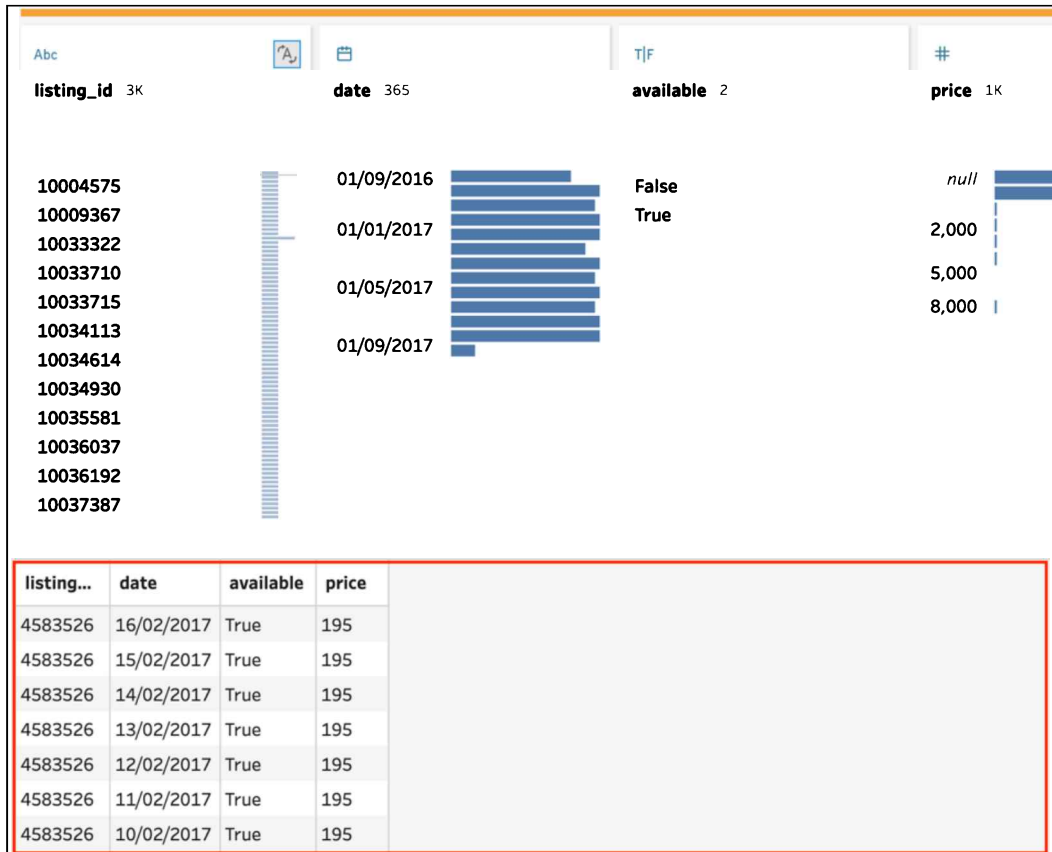 Abc T|F #
listing_id 3K date 365 available 2 price 1K
10004575
10009367
10033322
10033710
10033715
10034113
10034614
10034930
10035581
10036037
10036192
10037387
01/09/2016
01/01/2017
01/05/2017
01/09/2017
False
True
null
2,000
5,000
8,000
listing... date available price
4583526 16/02/2017 True 195
4583526 15/02/2017 True 195
4583526 14/02/2017 True 195
4583526 13/02/2017 True 195
4583526 12/02/2017 True 195
4583526 11/02/2017 True 195
4583526 10/02/2017 True 195